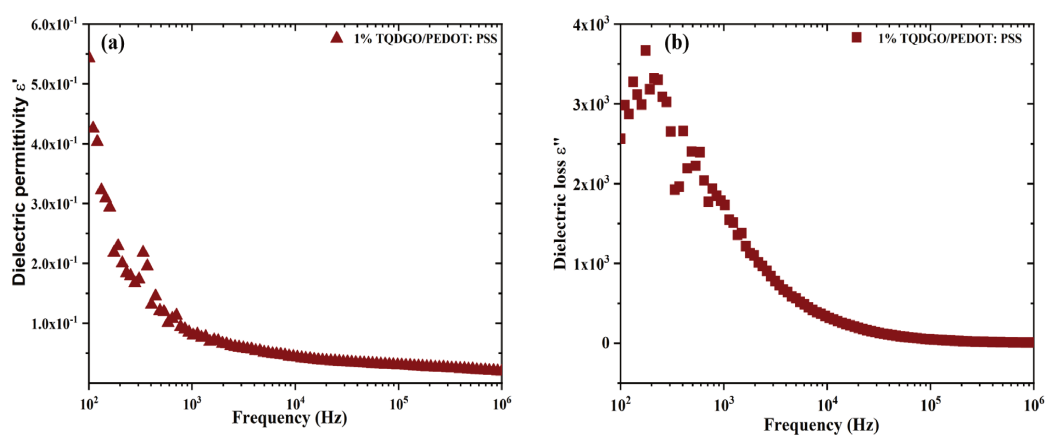 (a)
1% TQDGO/PEDOT: PSS
Dielectric permittivity ε'
6.0x10⁻¹
5.0x10⁻¹
4.0x10⁻¹
3.0x10⁻¹
2.0x10⁻¹
1.0x10⁻¹
10² 10³ 10⁴ 10⁵ 10⁶
Frequency (Hz)
(b)
1% TQDGO/PEDOT: PSS
Dielectric loss ε"
4x10³
3x10³
2x10³
1x10³
0
10² 10³ 10⁴ 10⁵ 10⁶
Frequency (Hz)